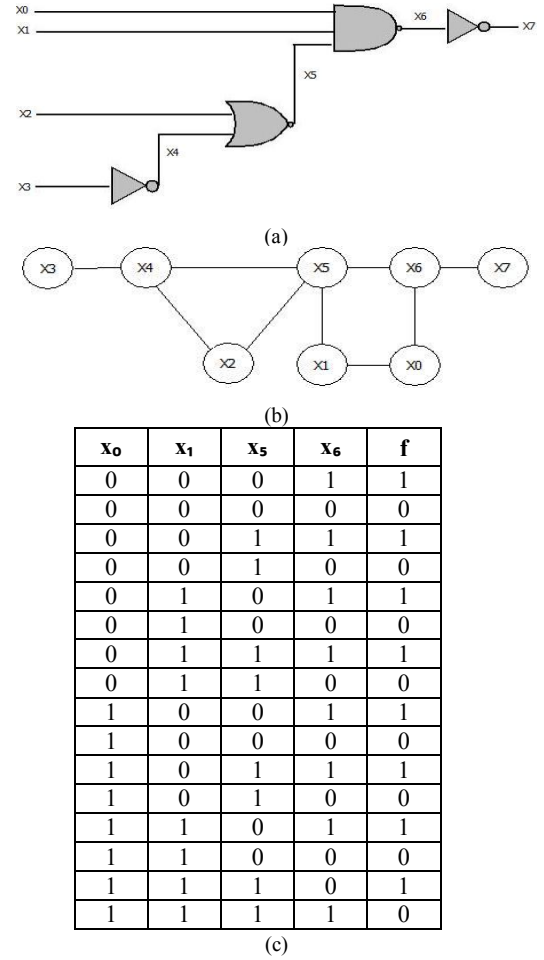 X0
X1
X6
X7
X5
X2
X4
X3
(a)
X3 X4 X5 X6 X7
X2 X1 X0
(b)
x₀ x₁ x₅ x₆ f
0 0 0 1 1
0 0 0 0 0
0 0 1 1 1
0 0 1 0 0
0 1 0 1 1
0 1 0 0 0
0 1 1 1 1
0 1 1 0 0
1 0 0 1 1
1 0 0 0 0
1 0 1 1 1
1 0 1 0 0
1 1 0 1 1
1 1 0 0 0
1 1 1 0 1
1 1 1 1 0
(c)